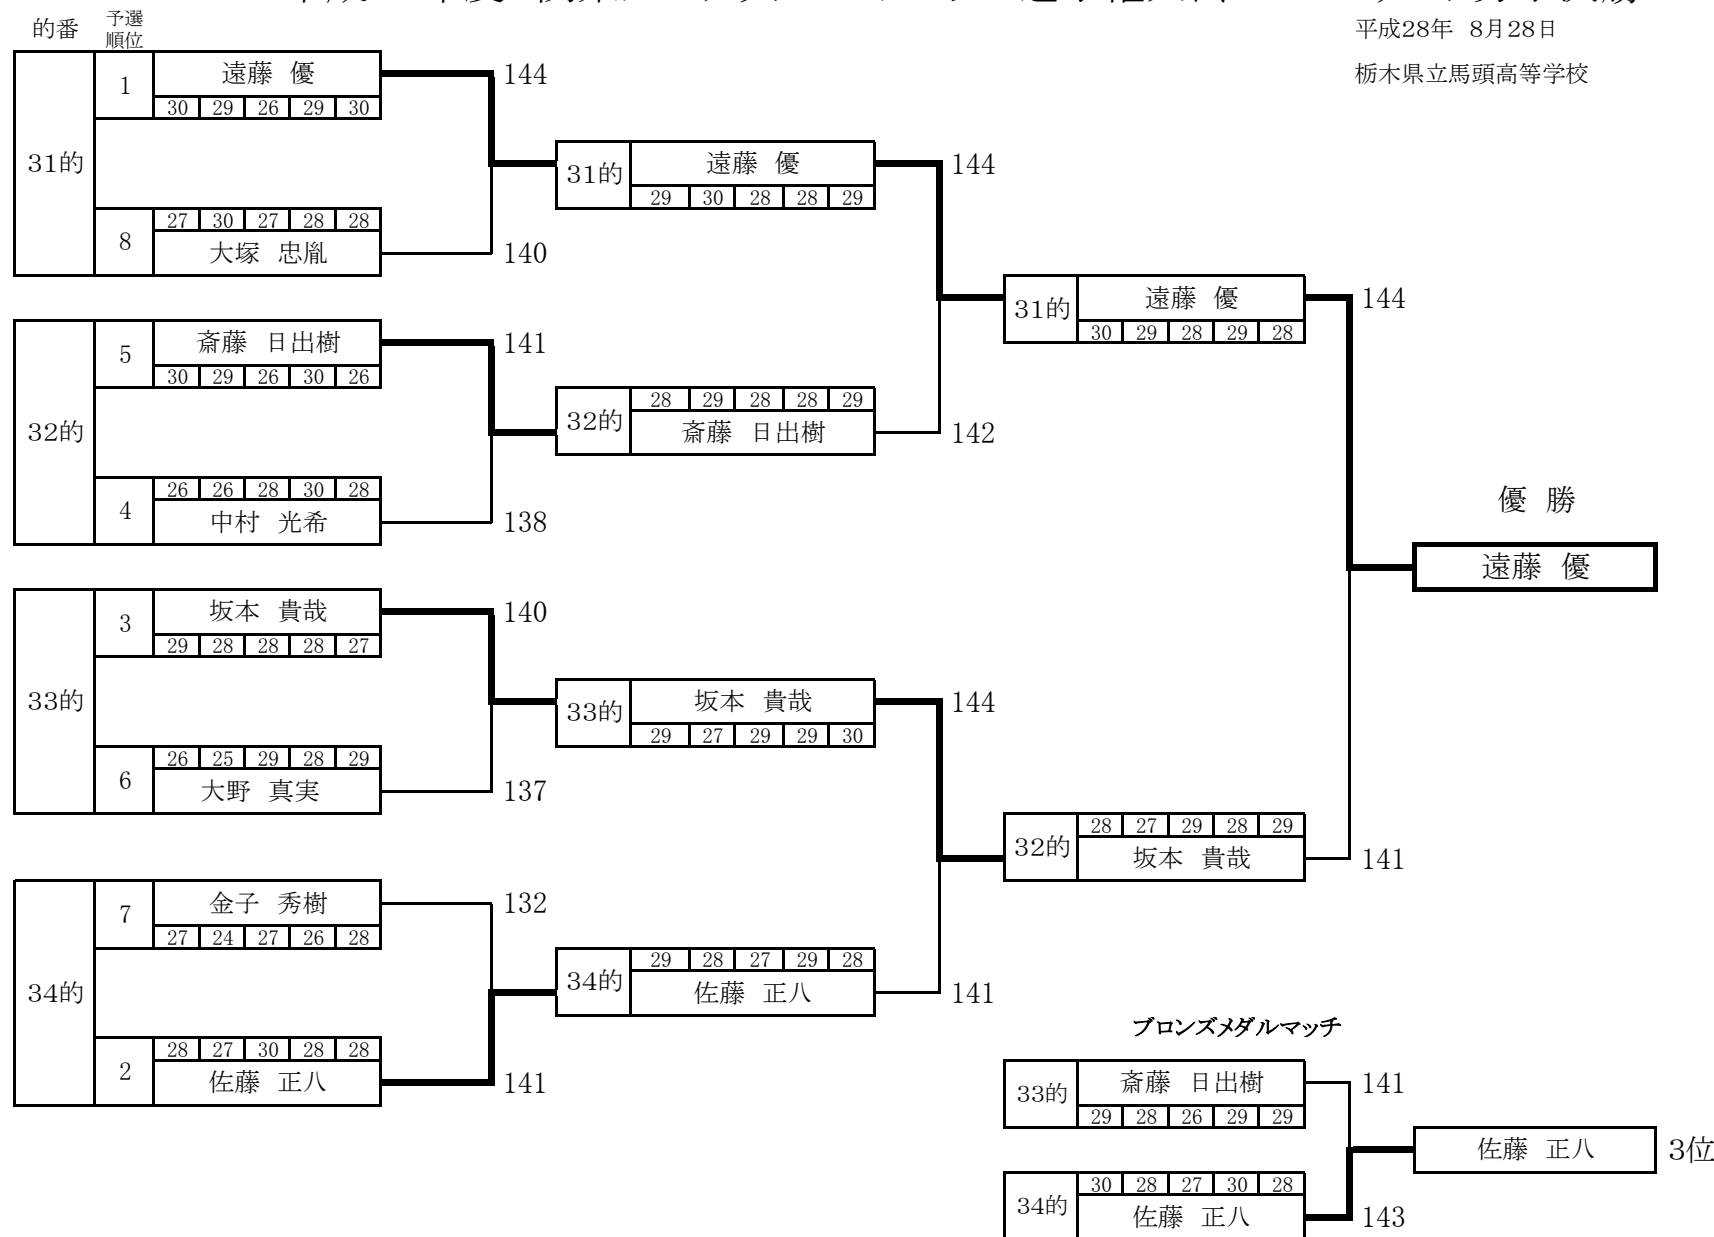 的番
予選
順位
平成28年 8月28日
栃木県立馬頭高等学校
31的
1
遠藤 優
30 29 26 29 30
144
8
27 30 27 28 28
大塚 忠胤
140
32的
5
斎藤 日出樹
30 29 26 30 26
141
4
26 26 28 30 28
中村 光希
138
33的
3
坂本 貴哉
29 28 28 28 27
140
6
26 25 29 28 29
大野 真実
137
34的
7
金子 秀樹
27 24 27 26 28
132
2
28 27 30 28 28
佐藤 正八
141
31的
遠藤 優
29 30 28 28 29
144
32的
28 29 28 28 29
斎藤 日出樹
142
33的
坂本 貴哉
29 27 29 29 30
144
34的
29 28 27 29 28
佐藤 正八
141
31的
遠藤 優
30 29 28 29 28
144
32的
28 27 29 28 29
坂本 貴哉
141
優 勝
遠藤 優
ブロンズメダルマッチ
33的
斎藤 日出樹
29 28 26 29 29
141
34的
30 28 27 30 28
佐藤 正八
143
佐藤 正八
3位